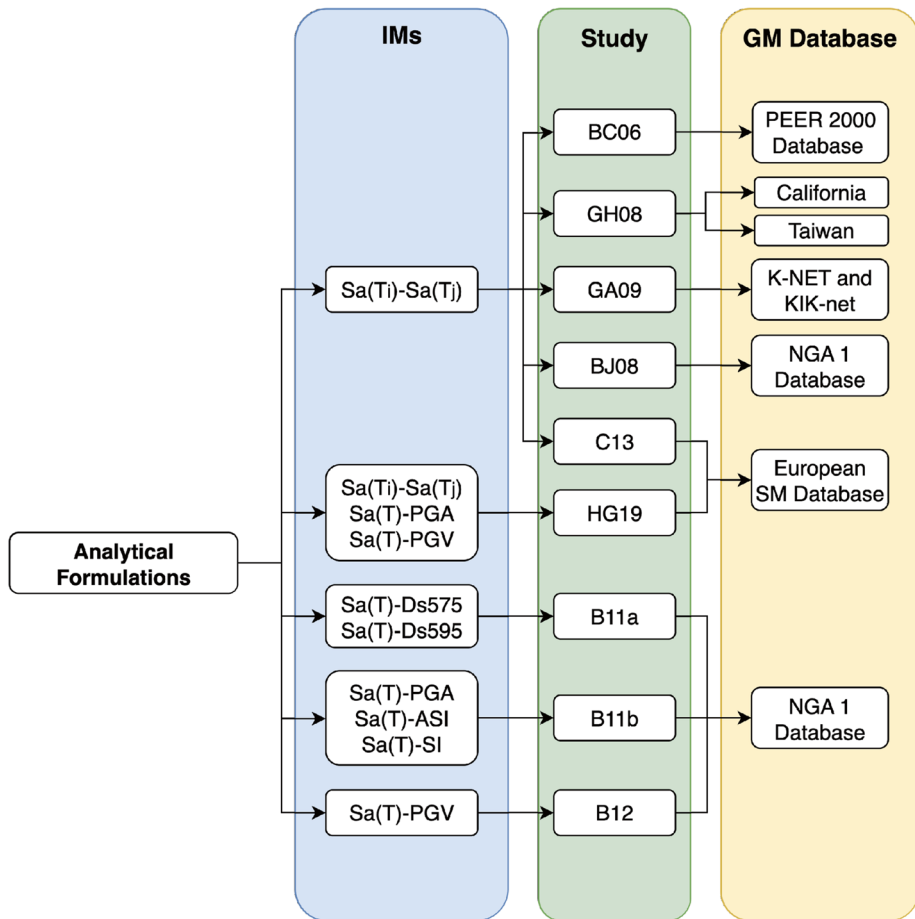 IMs
Study
GM Database
BC06
PEER 2000
Database
GH08
California
Taiwan
Sa(Ti)-Sa(Tj)
GA09
K-NET and
KIK-net
BJ08
NGA 1
Database
C13
European
SM Database
Sa(Ti)-Sa(Tj)
Sa(T)-PGA
Sa(T)-PGV
HG19
Analytical
Formulations
Sa(T)-Ds575
Sa(T)-Ds595
B11a
Sa(T)-PGA
Sa(T)-ASI
Sa(T)-SI
B11b
NGA 1
Database
Sa(T)-PGV
B12